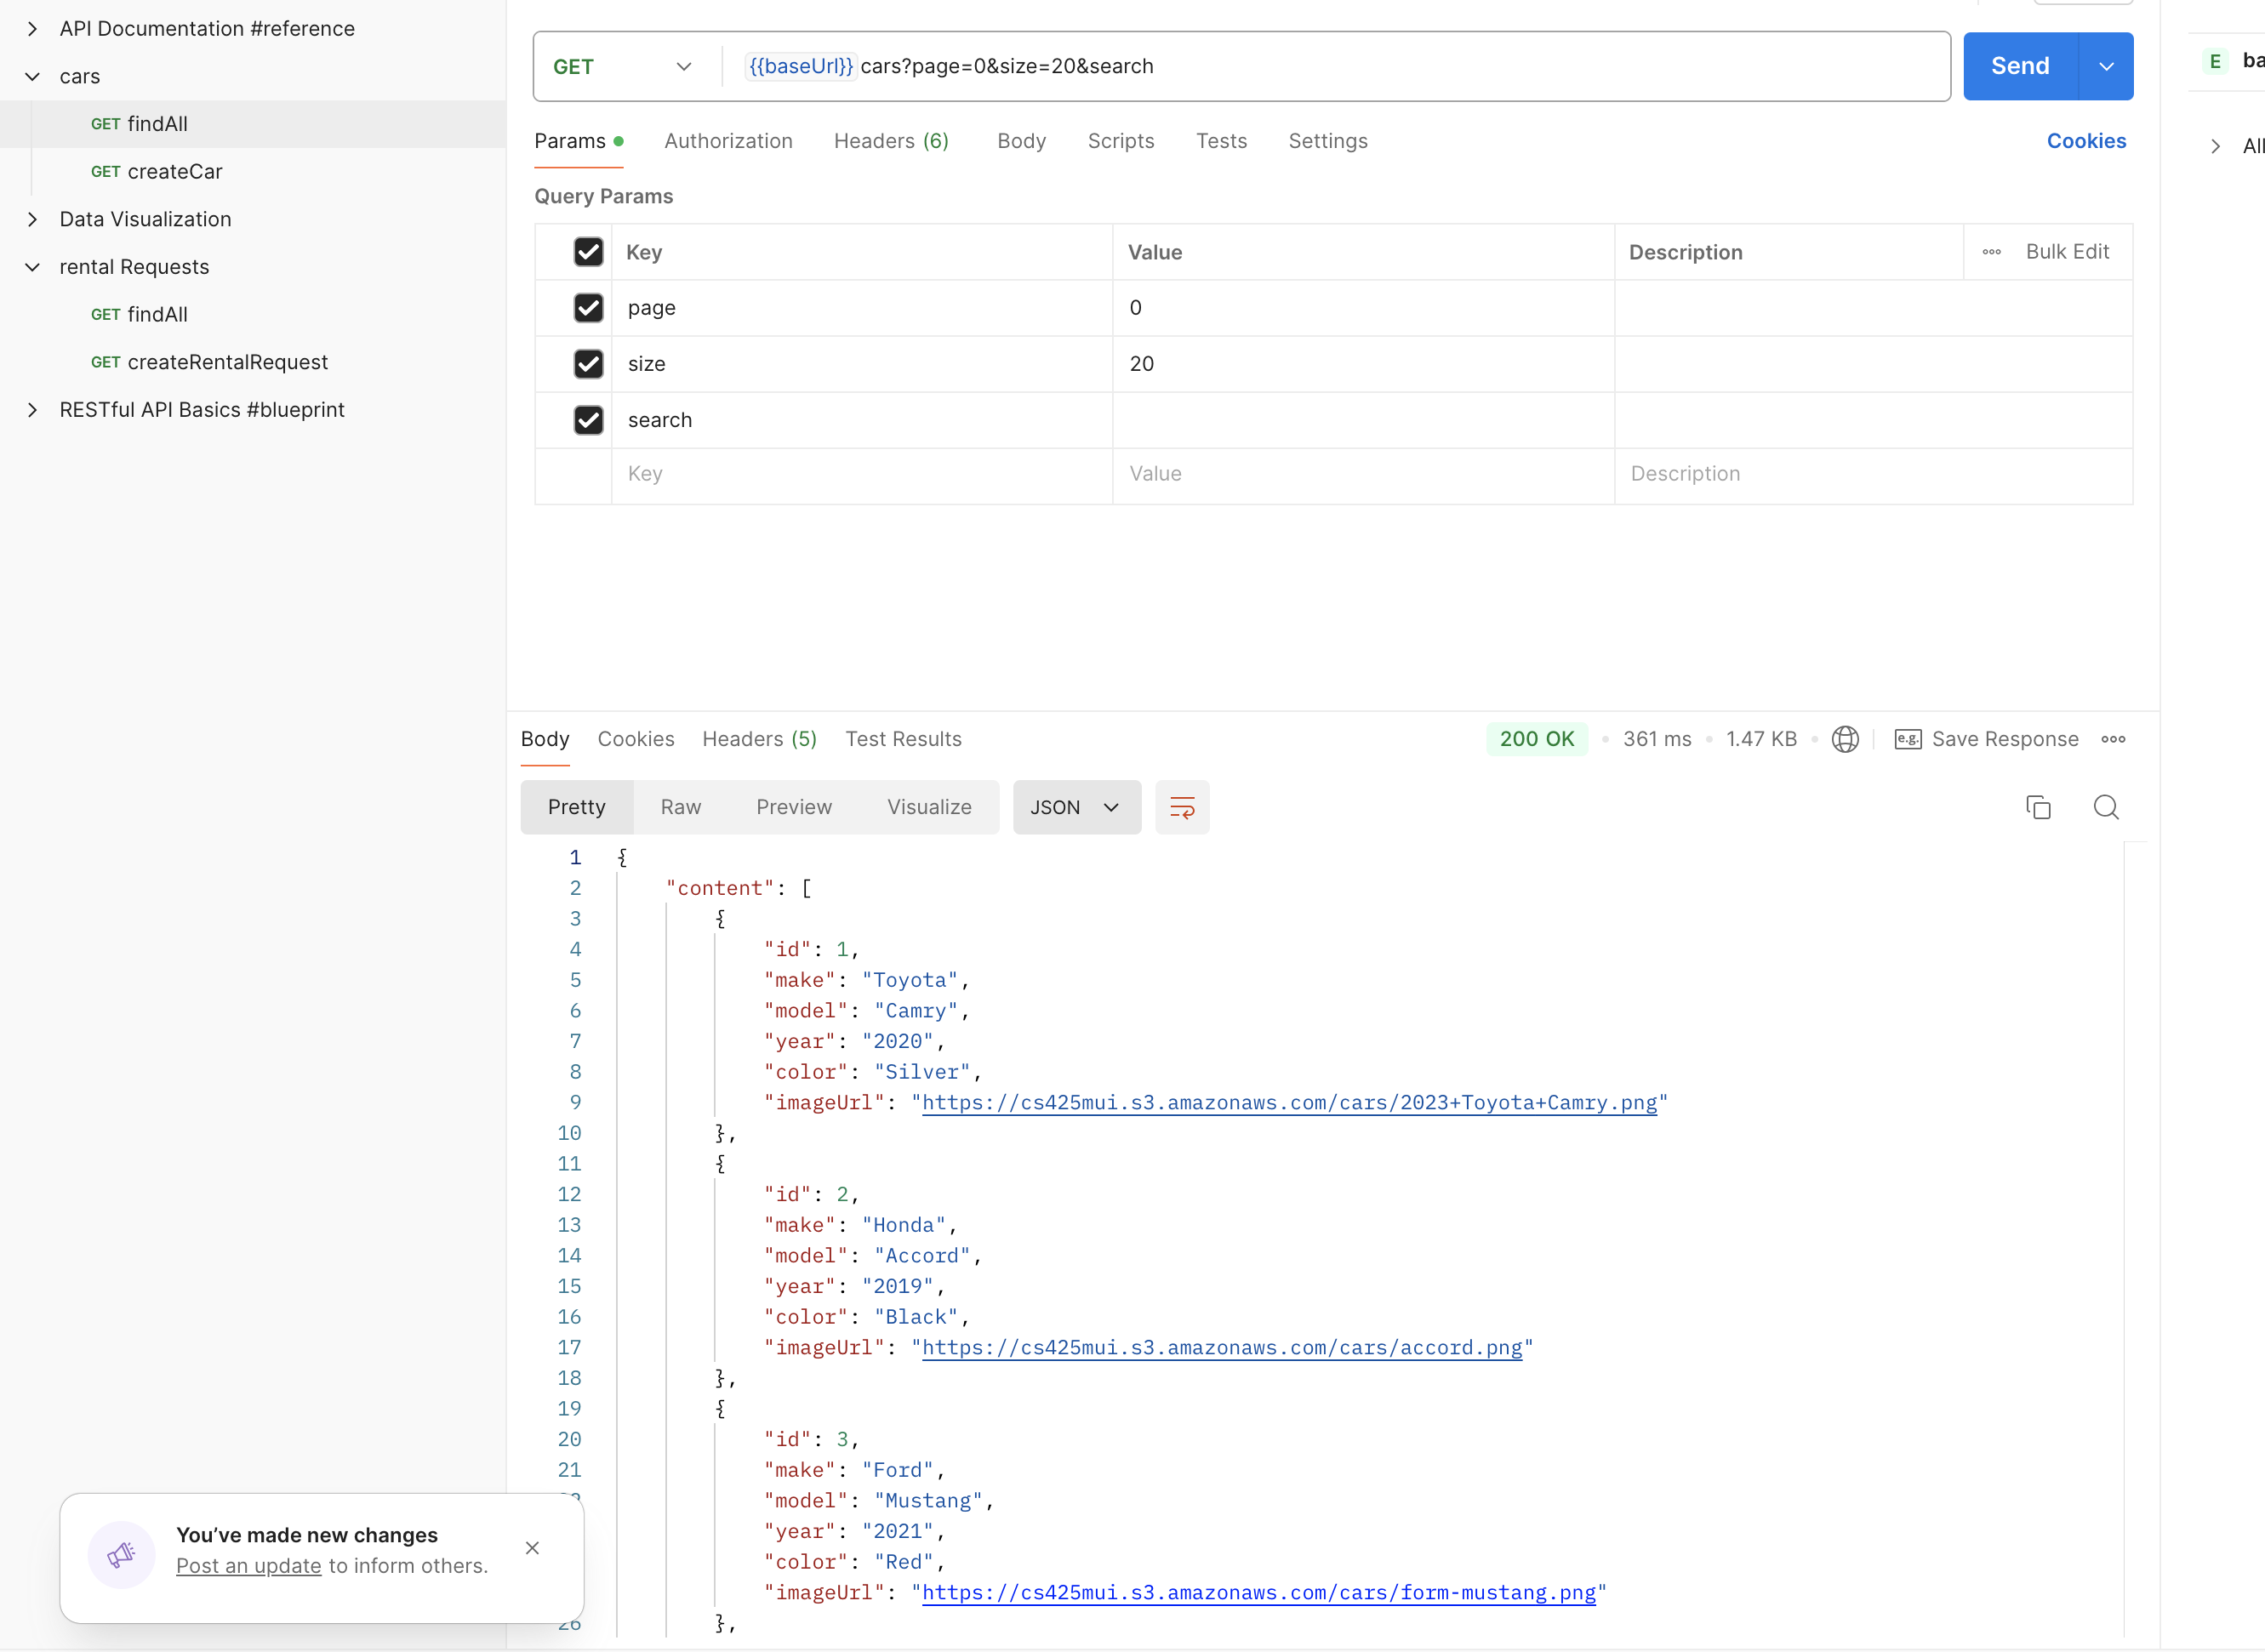 API Documentation #reference
cars
GET findAll
GET createCar
Data Visualization
rental Requests
GET findAll
GET createRentalRequest
RESTful API Basics #blueprint
GET
{{baseUrl}} cars?page=0&size=20&search
Send
Params
Authorization
Headers (6)
Body
Scripts
Tests
Settings
Cookies
Query Params
Key Value Description Bulk Edit
page 0
size 20
search
Key Value Description
Body Cookies Headers (5) Test Results
200 OK 361 ms 1.47 KB e.g. Save Response
Pretty Raw Preview Visualize JSON
1 {
2 "content": [
3 {
4 "id": 1,
5 "make": "Toyota",
6 "model": "Camry",
7 "year": "2020",
8 "color": "Silver",
9 "imageUrl": "https://cs425mui.s3.amazonaws.com/cars/2023+Toyota+Camry.png"
10 },
11 {
12 "id": 2,
13 "make": "Honda",
14 "model": "Accord",
15 "year": "2019",
16 "color": "Black",
17 "imageUrl": "https://cs425mui.s3.amazonaws.com/cars/accord.png"
18 },
19 {
20 "id": 3,
21 "make": "Ford",
"model": "Mustang",
"year": "2021",
"color": "Red",
"imageUrl": "https://cs425mui.s3.amazonaws.com/cars/form-mustang.png"
26 },
You've made new changes
Post an update to inform others.
E